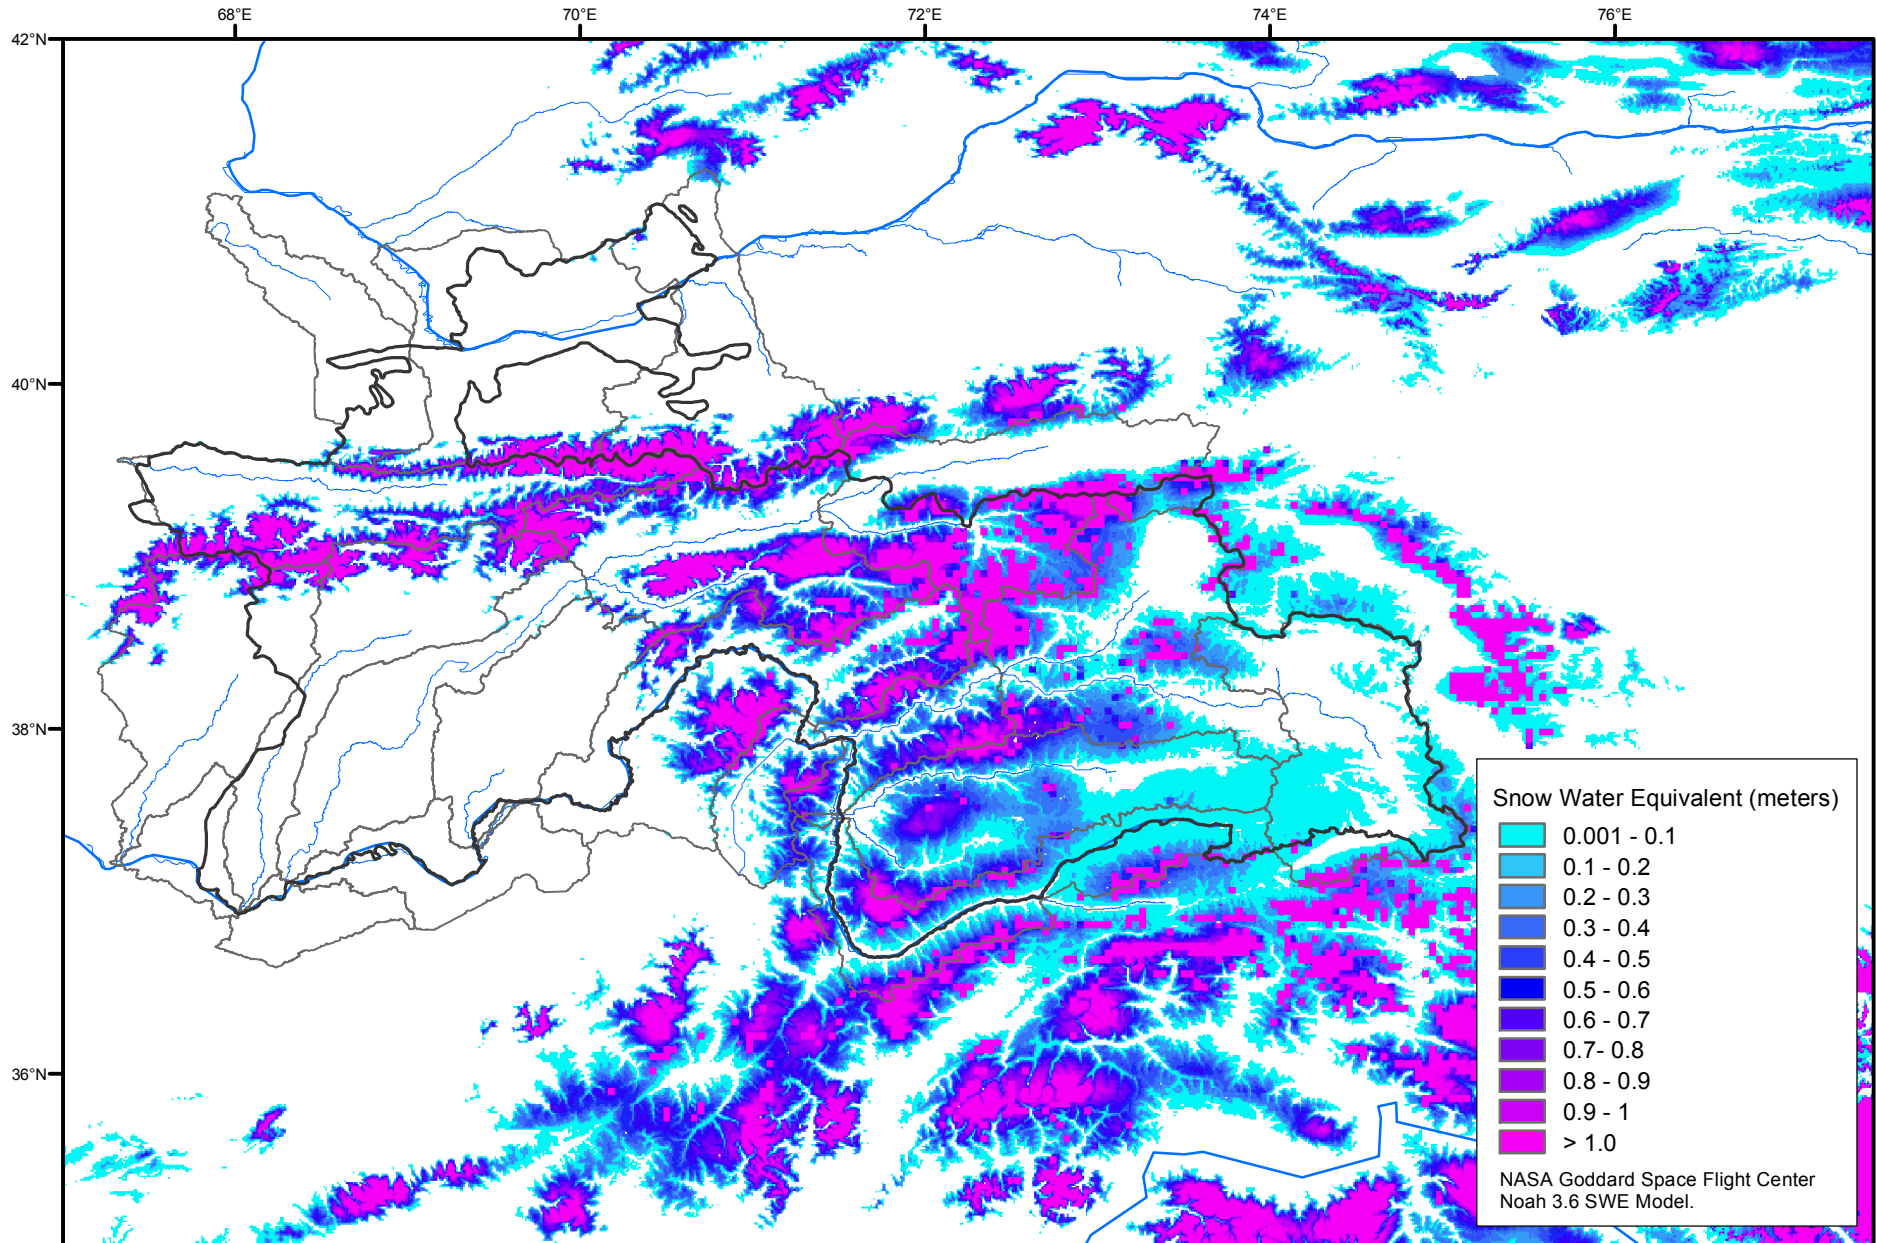 68°E 70°E 72°E 74°E 76°E
42°N
40°N
38°N
36°N
Snow Water Equivalent (meters)
0.001 - 0.1
0.1 - 0.2
0.2 - 0.3
0.3 - 0.4
0.4 - 0.5
0.5 - 0.6
0.6 - 0.7
0.7- 0.8
0.8 - 0.9
0.9 - 1
> 1.0
NASA Goddard Space Flight Center
Noah 3.6 SWE Model.